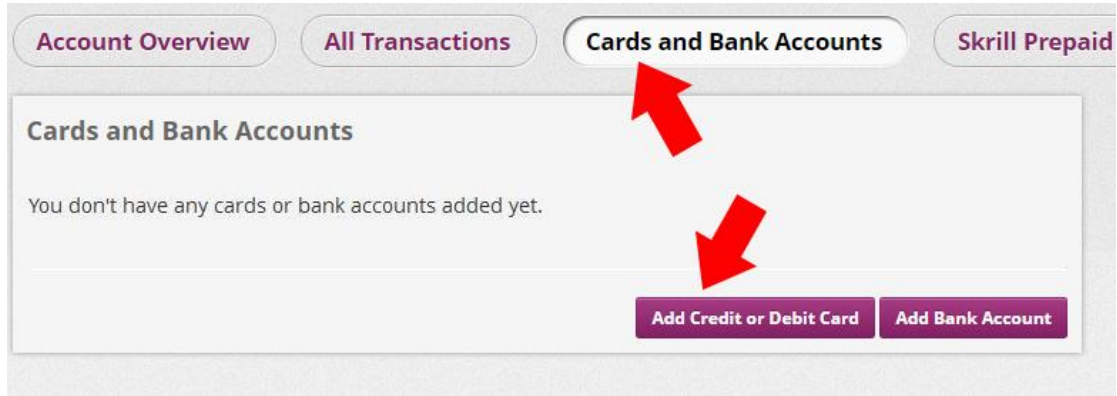 Account Overview All Transactions Cards and Bank Accounts Skrill Prepaid
Cards and Bank Accounts
You don't have any cards or bank accounts added yet.
Add Credit or Debit Card Add Bank Account